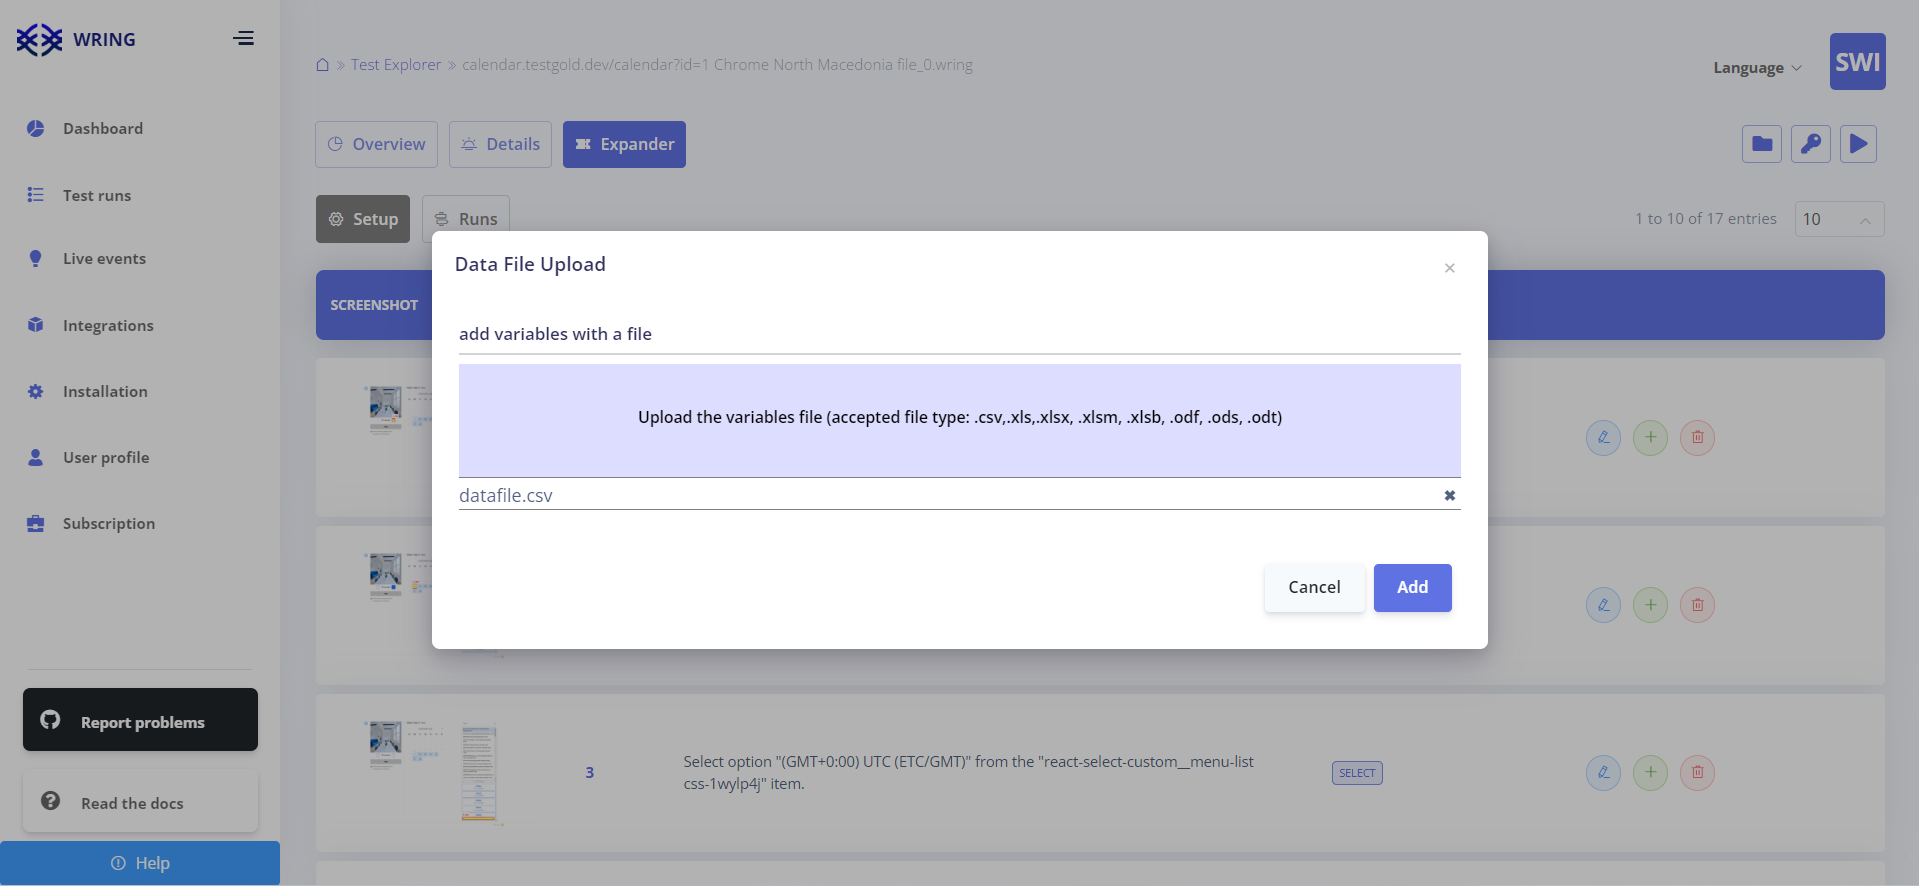 WRING
Dashboard
Test runs
Live events
Integrations
Installation
User profile
Subscription
Report problems
Read the docs
Help
Test Explorer
calendar.testgold.dev/calendar?id=1 Chrome North Macedonia file_0.wring
Language
SWI
Overview
Details
Expander
Setup
Runs
1 to 10 of 17 entries
10
SCREENSHOT
Data File Upload
add variables with a file
Upload the variables file (accepted file type: .csv,.xls,.xlsx, .xlsm, .xlsb, .odf, .ods, .odt)
datafile.csv
Cancel
Add
3
Select option "(GMT+0:00) UTC (ETC/GMT)" from the "react-select-custom__menu-list
css-1wylp4j" item.
SELECT